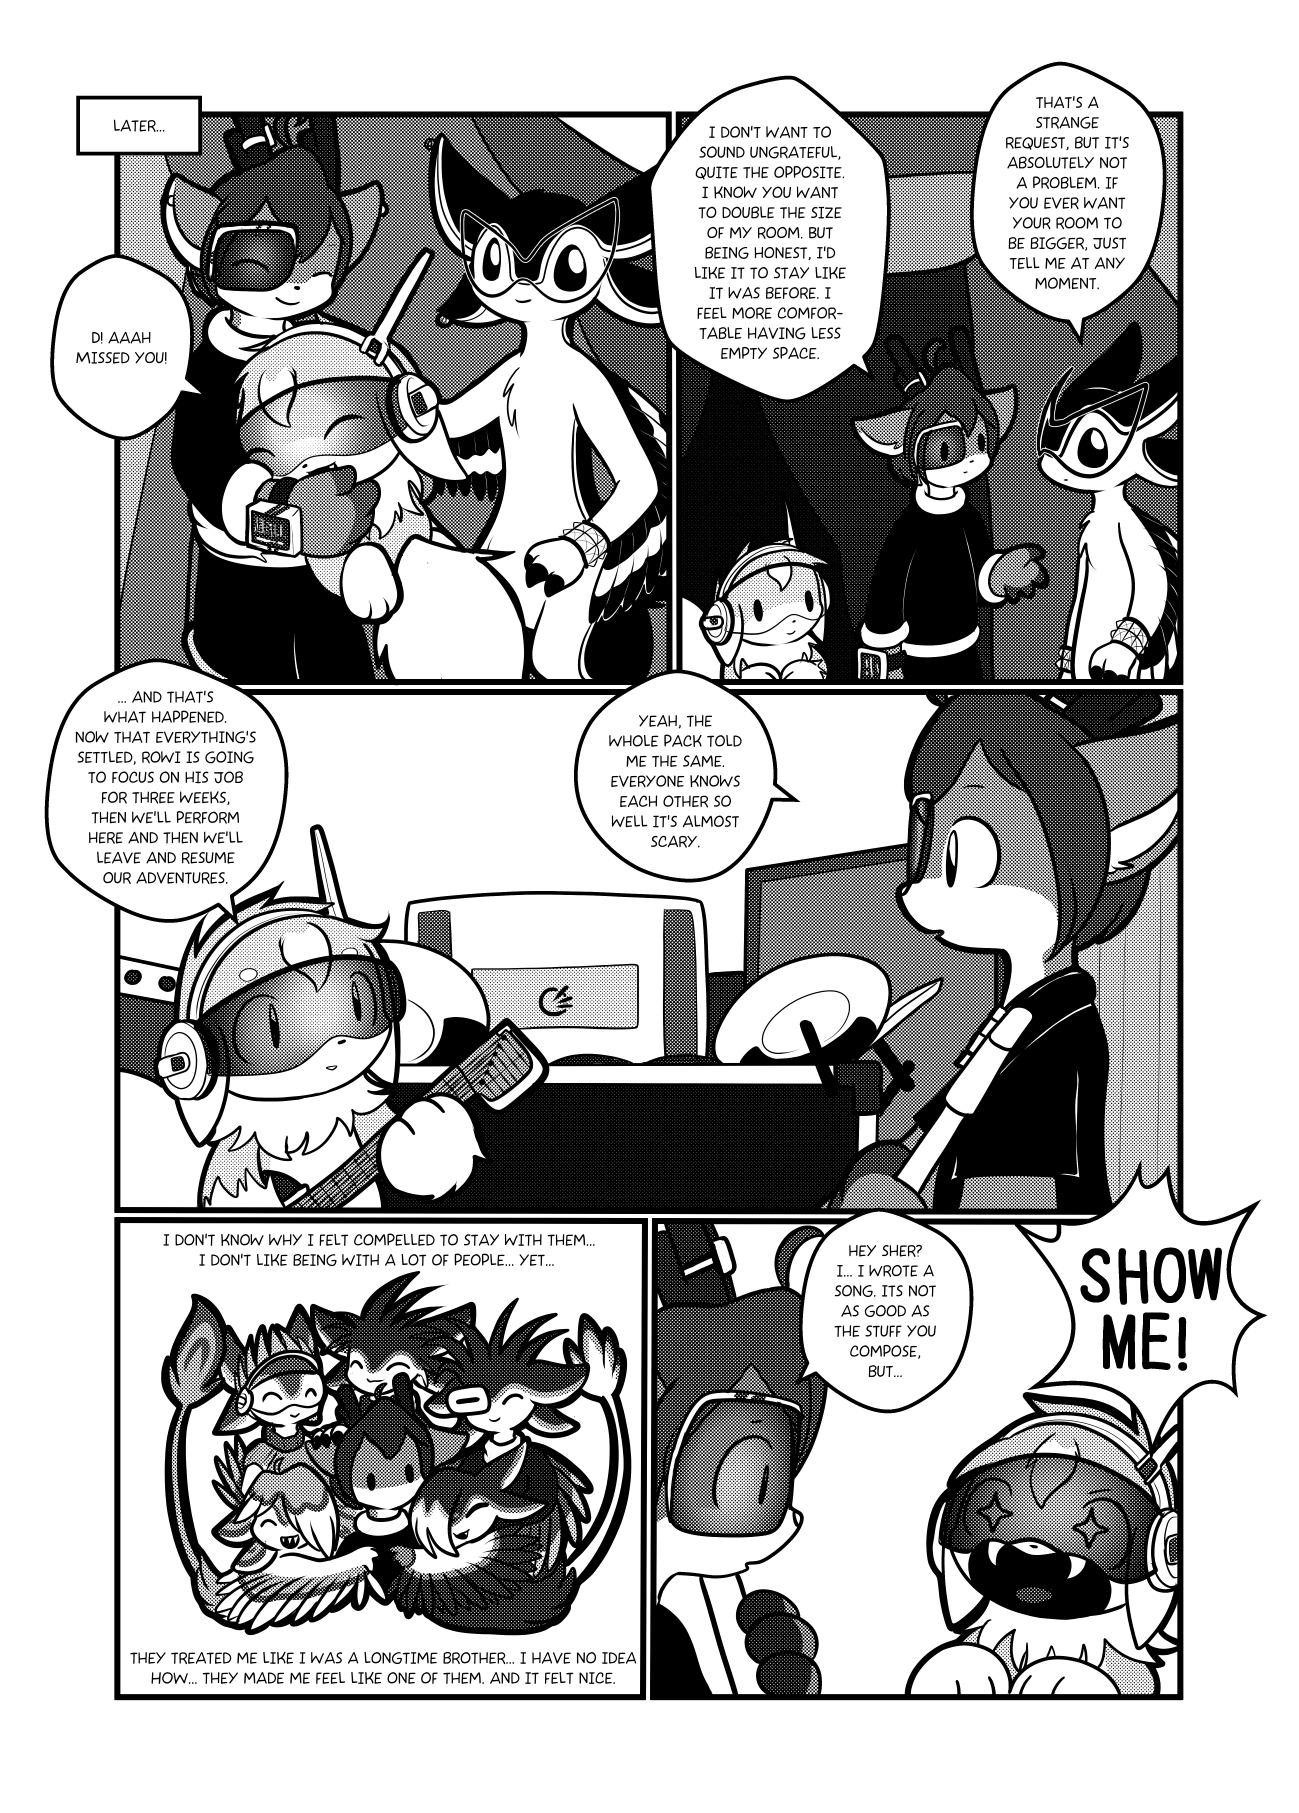 LATER...
D! AAAH
MISSED YOU!
I DON'T WANT TO
SOUND UNGRATEFUL,
QUITE THE OPPOSITE.
I KNOW YOU WANT
TO DOUBLE THE SIZE
OF MY ROOM. BUT
BEING HONEST, I'D
LIKE IT TO STAY LIKE
IT WAS BEFORE. I
FEEL MORE COMFOR-
TABLE HAVING LESS
EMPTY SPACE.
THAT'S A
STRANGE
REQUEST, BUT IT'S
ABSOLUTELY NOT
A PROBLEM. IF
YOU EVER WANT
YOUR ROOM TO
BE BIGGER, JUST
TELL ME AT ANY
MOMENT.
... AND THAT'S
WHAT HAPPENED.
NOW THAT EVERYTHING'S
SETTLED, ROWI IS GOING
TO FOCUS ON HIS JOB
FOR THREE WEEKS,
THEN WE'LL PERFORM
HERE AND THEN WE'LL
LEAVE AND RESUME
OUR ADVENTURES.
YEAH, THE
WHOLE PACK TOLD
ME THE SAME.
EVERYONE KNOWS
EACH OTHER SO
WELL IT'S ALMOST
SCARY.
I DON'T KNOW WHY I FELT COMPELLED TO STAY WITH THEM...
I DON'T LIKE BEING WITH A LOT OF PEOPLE... YET...
THEY TREATED ME LIKE I WAS A LONGTIME BROTHER... I HAVE NO IDEA
HOW... THEY MADE ME FEEL LIKE ONE OF THEM. AND IT FELT NICE.
HEY SHER?
I... I WROTE A
SONG. ITS NOT
AS GOOD AS
THE STUFF YOU
COMPOSE,
BUT...
SHOW
ME!